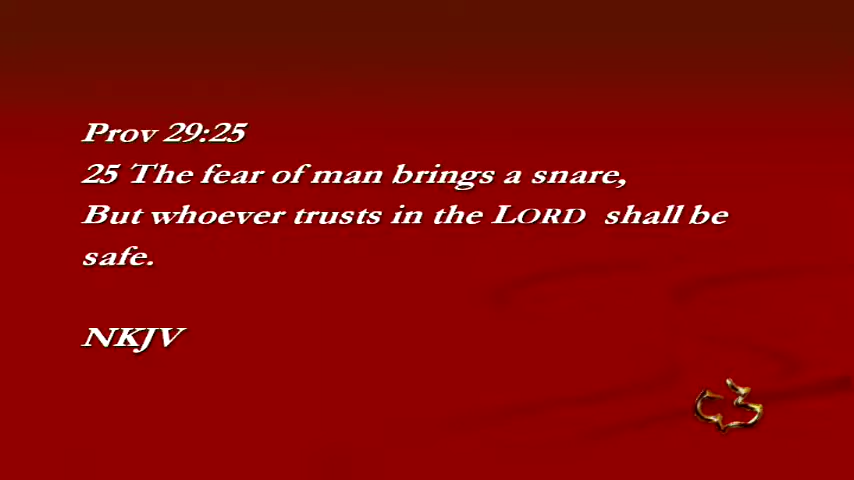 Prov 29:25
25 The fear of man brings a snare,
But whoever trusts in the LORD shall be
safe.
NKJV